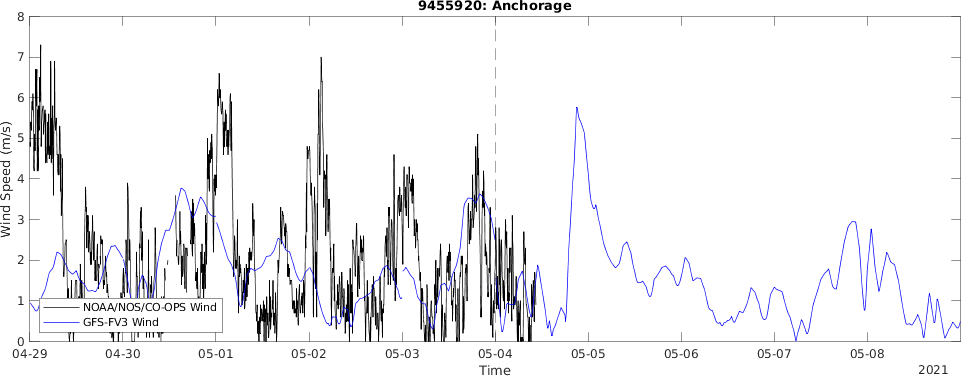 9455920: Anchorage
8
7
6
5
4
3
2
1
0
Wind Speed (m/s)
NOAA/NOS/CO-OPS Wind
GFS-FV3 Wind
04-29 04-30 05-01 05-02 05-03 05-04 05-05 05-06 05-07 05-08
Time
2021